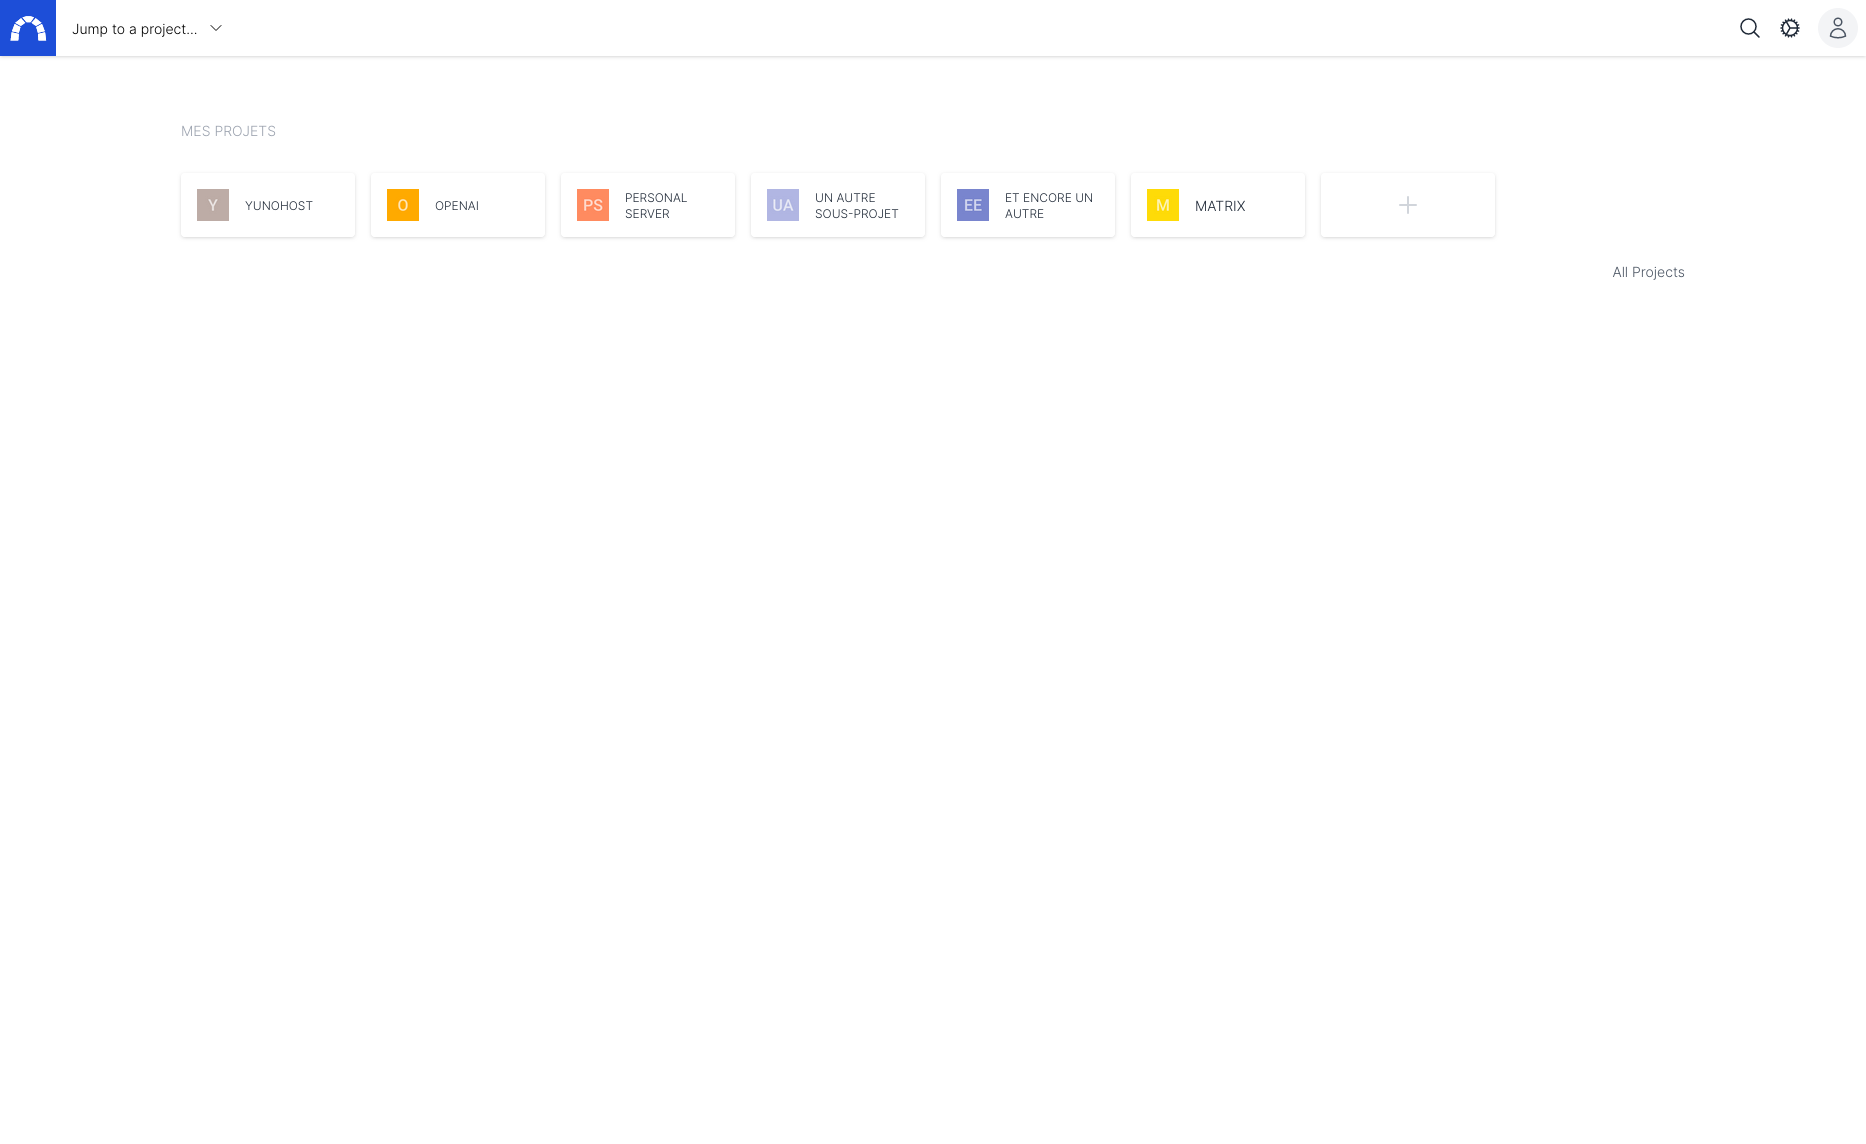 Jump to a project...
MES PROJETS
Y
YUNOHOST
O
OPENAI
PS
PERSONAL
SERVER
UA
UN AUTRE
SOUS-PROJET
EE
ET ENCORE UN
AUTRE
M
MATRIX
All Projects